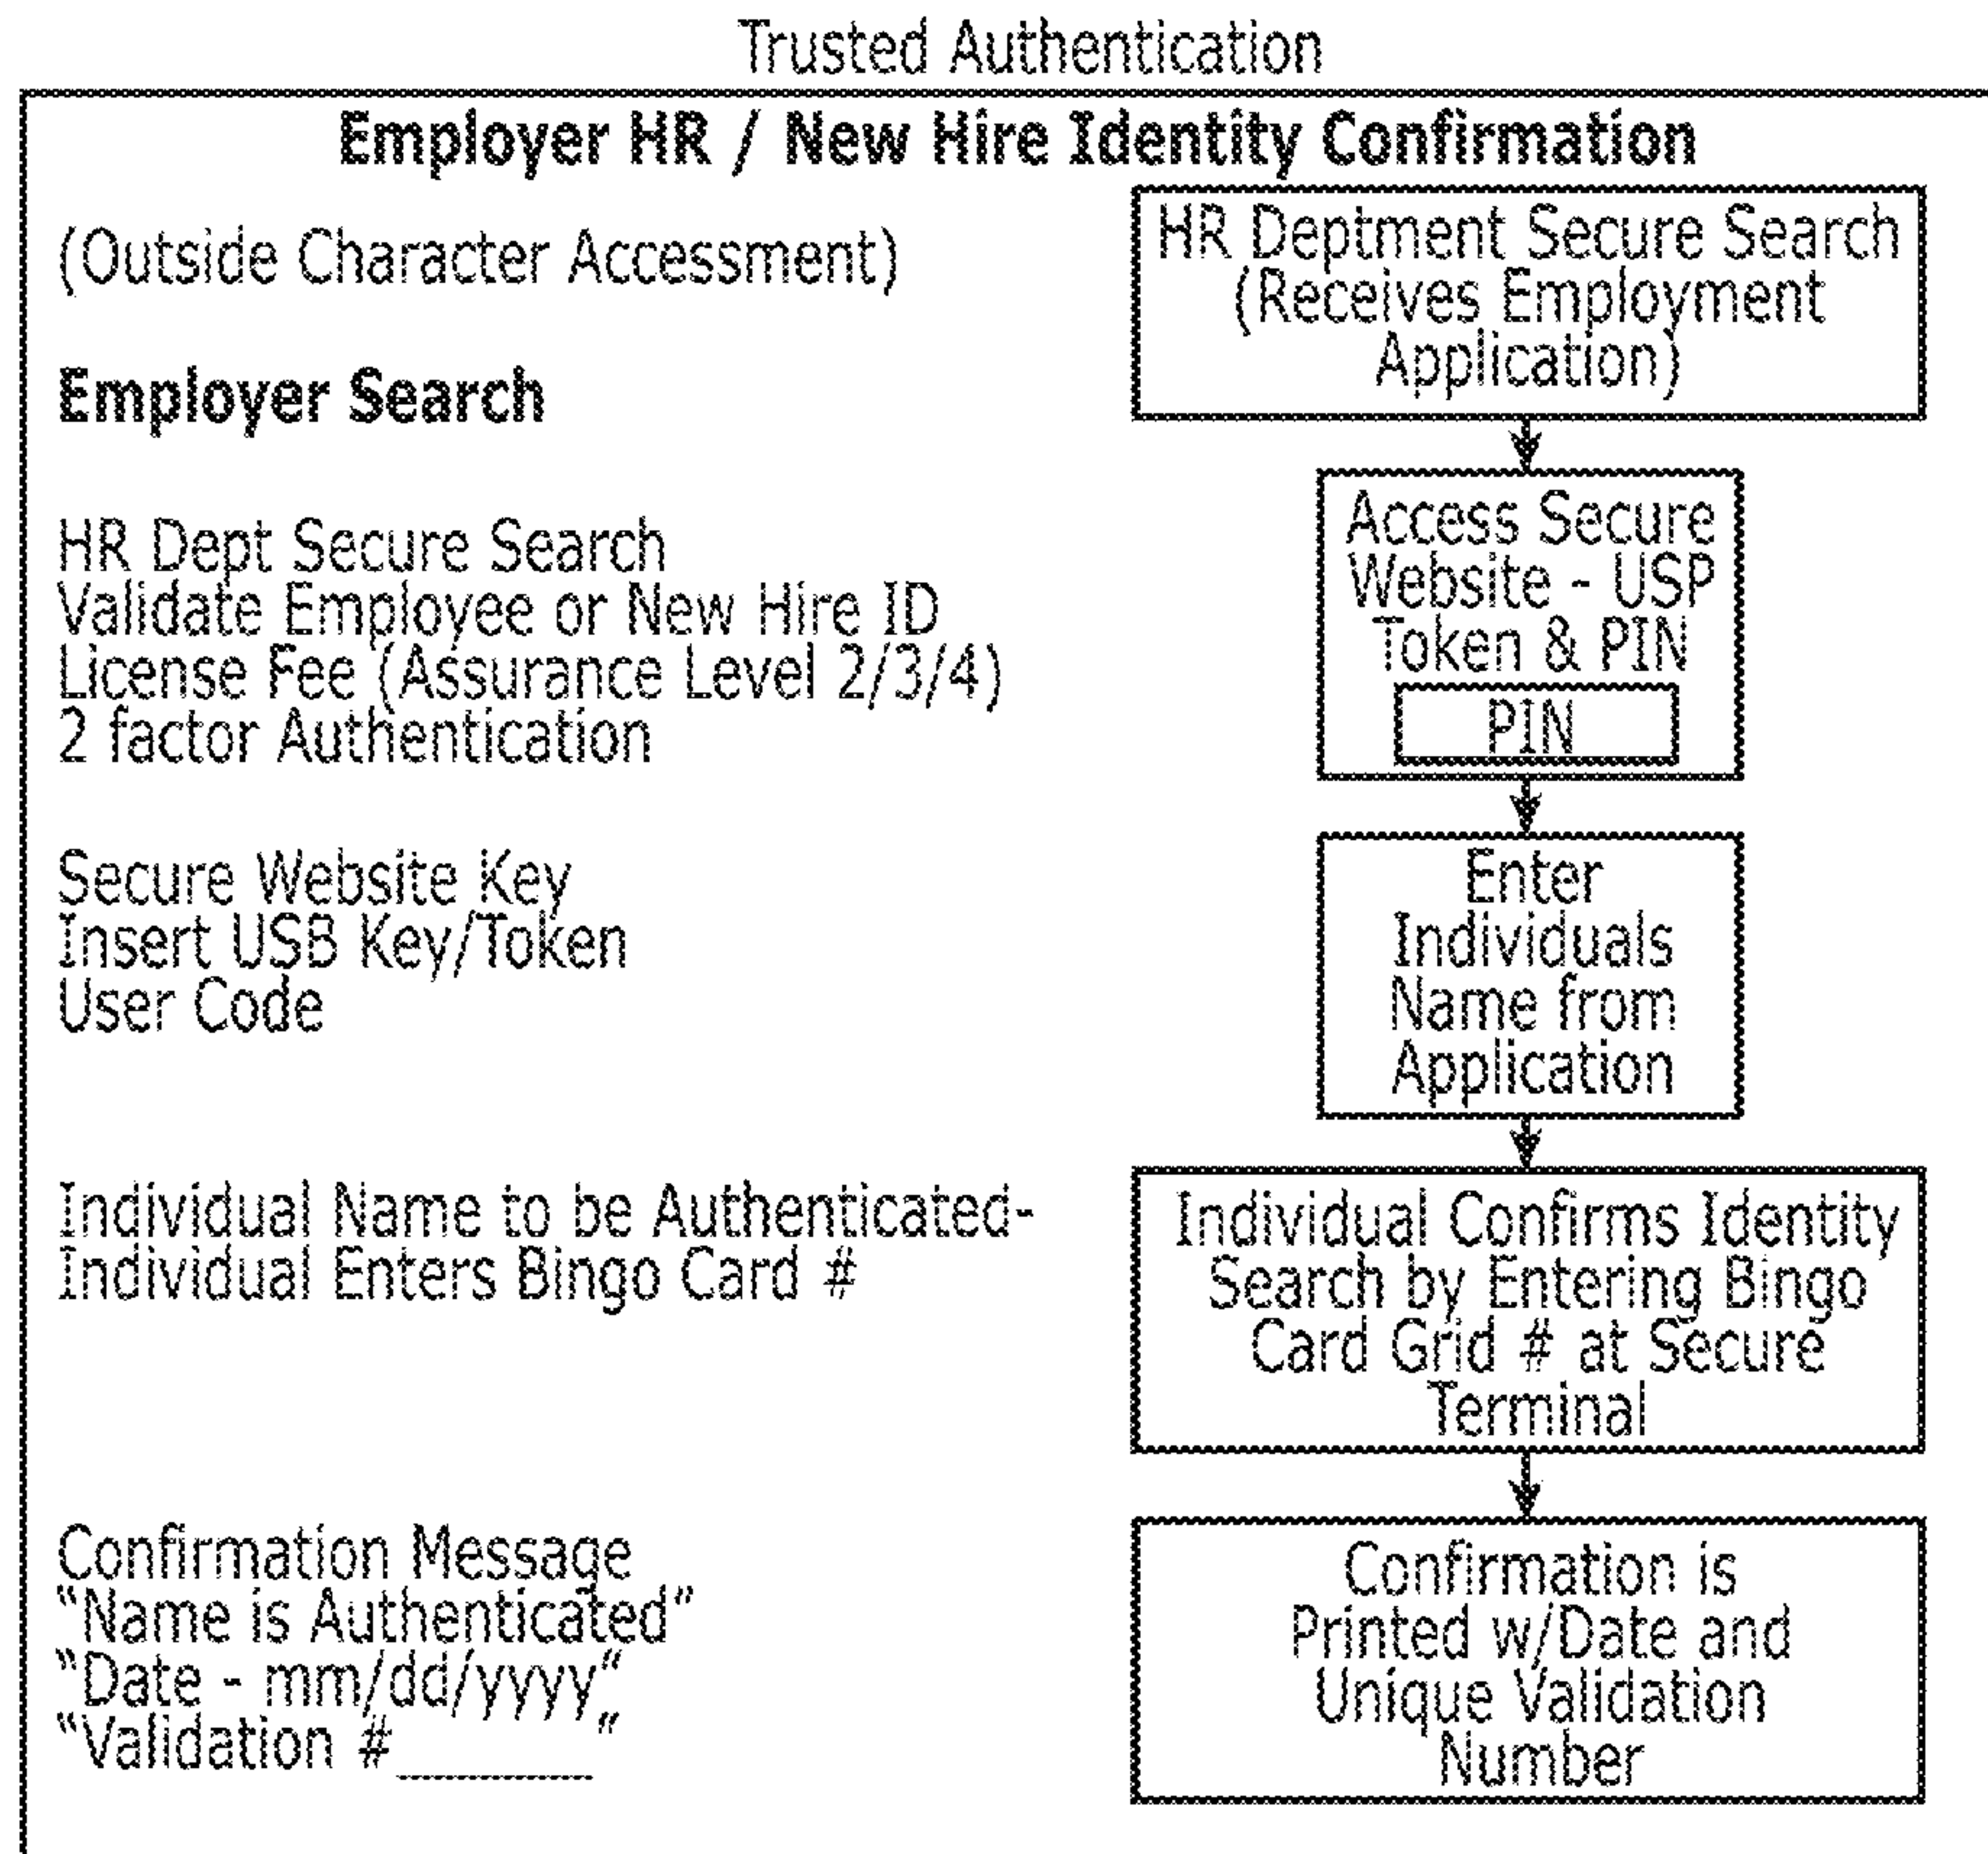 Trusted Authentication
Employer HR / New Hire Identity Confirmation
(Outside Character Accessment)
Employer Search
HR Dept Secure Search
Validate Employee or New Hire ID
License Fee (Assurance Level 2/3/4)
2 factor Authentication
Secure Website Key
Insert USB Key/Token
User Code
Individual Name to be Authenticated-
Individual Enters Bingo Card #
Confirmation Message
“Name is Authenticated”
“Date - mm/dd/yyyy”
“Validation #_______”
HR Deptment Secure Search
(Receives Employment
Application)
Access Secure
Website - USP
Token & PIN
PIN
Enter
Individuals
Name from
Application
Individual Confirms Identity
Search by Entering Bingo
Card Grid # at Secure
Terminal
Confirmation is
Printed w/Date and
Unique Validation
Number